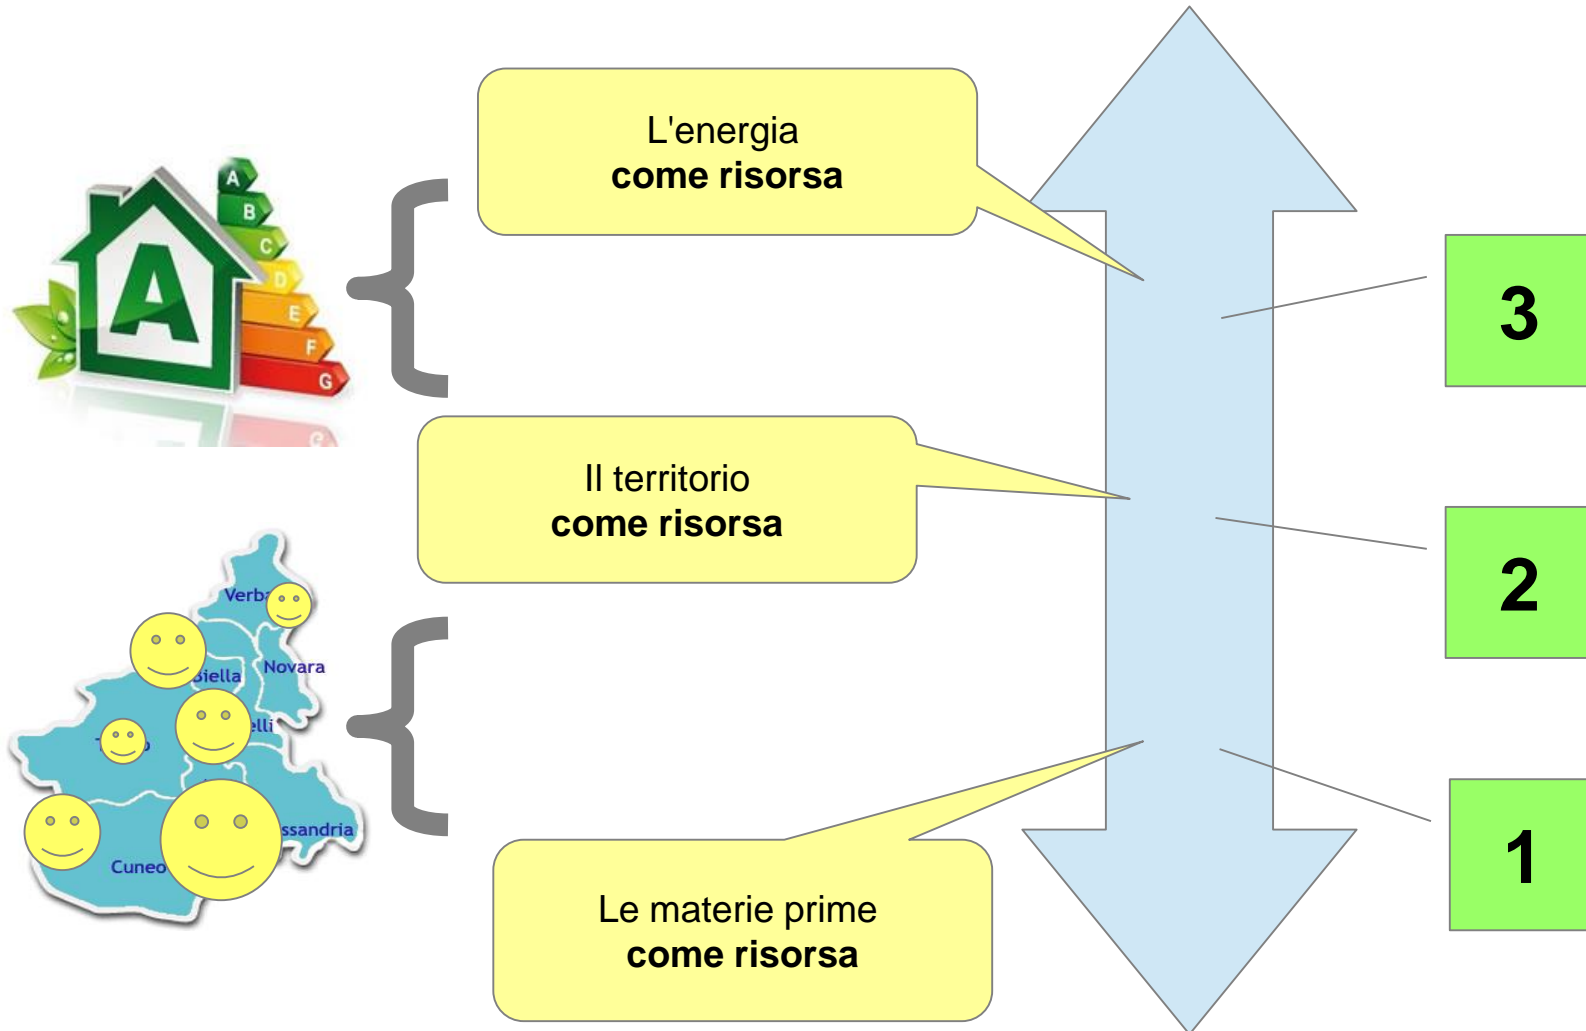 L'energia
come risorsa
A
A
B
C
D
E
F
G
3
Il territorio
come risorsa
2
Novara
Cuneo
1
Le materie prime
come risorsa